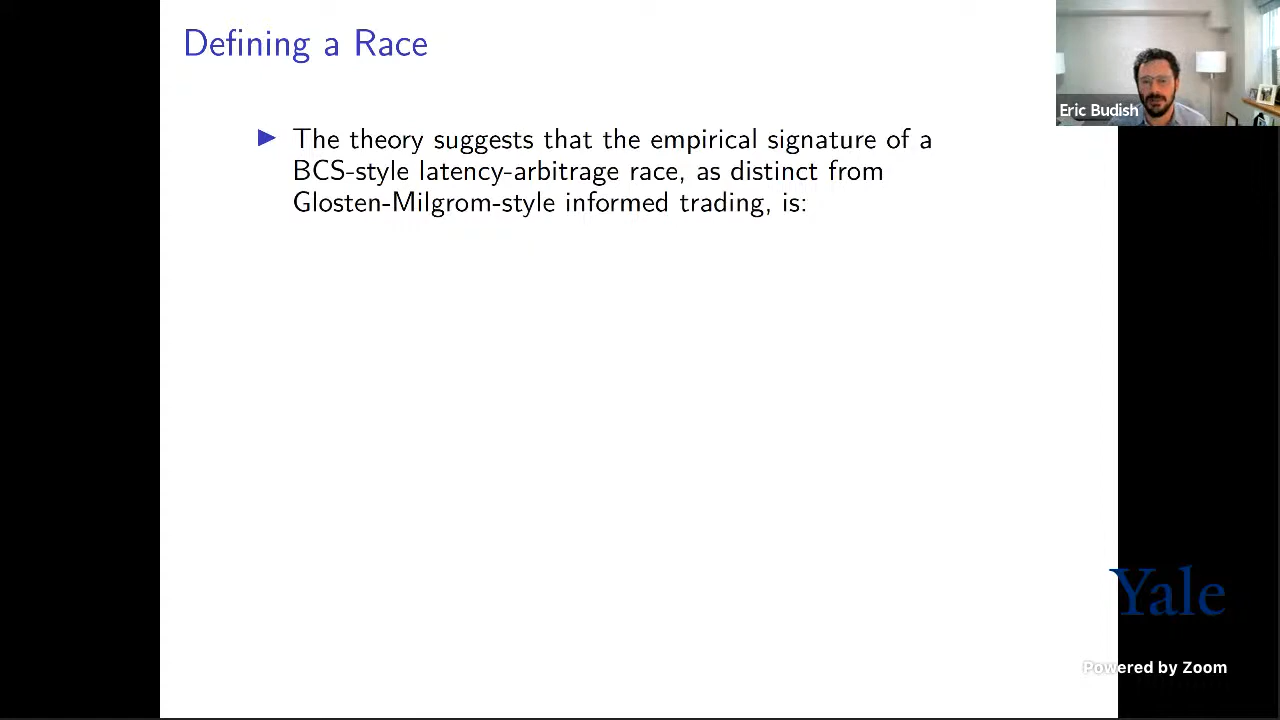 Defining a Race
Eric Budish
▶ The theory suggests that the empirical signature of a
BCS-style latency-arbitrage race, as distinct from
Glosten-Milgrom-style informed trading, is:
Yale
Powered by Zoom